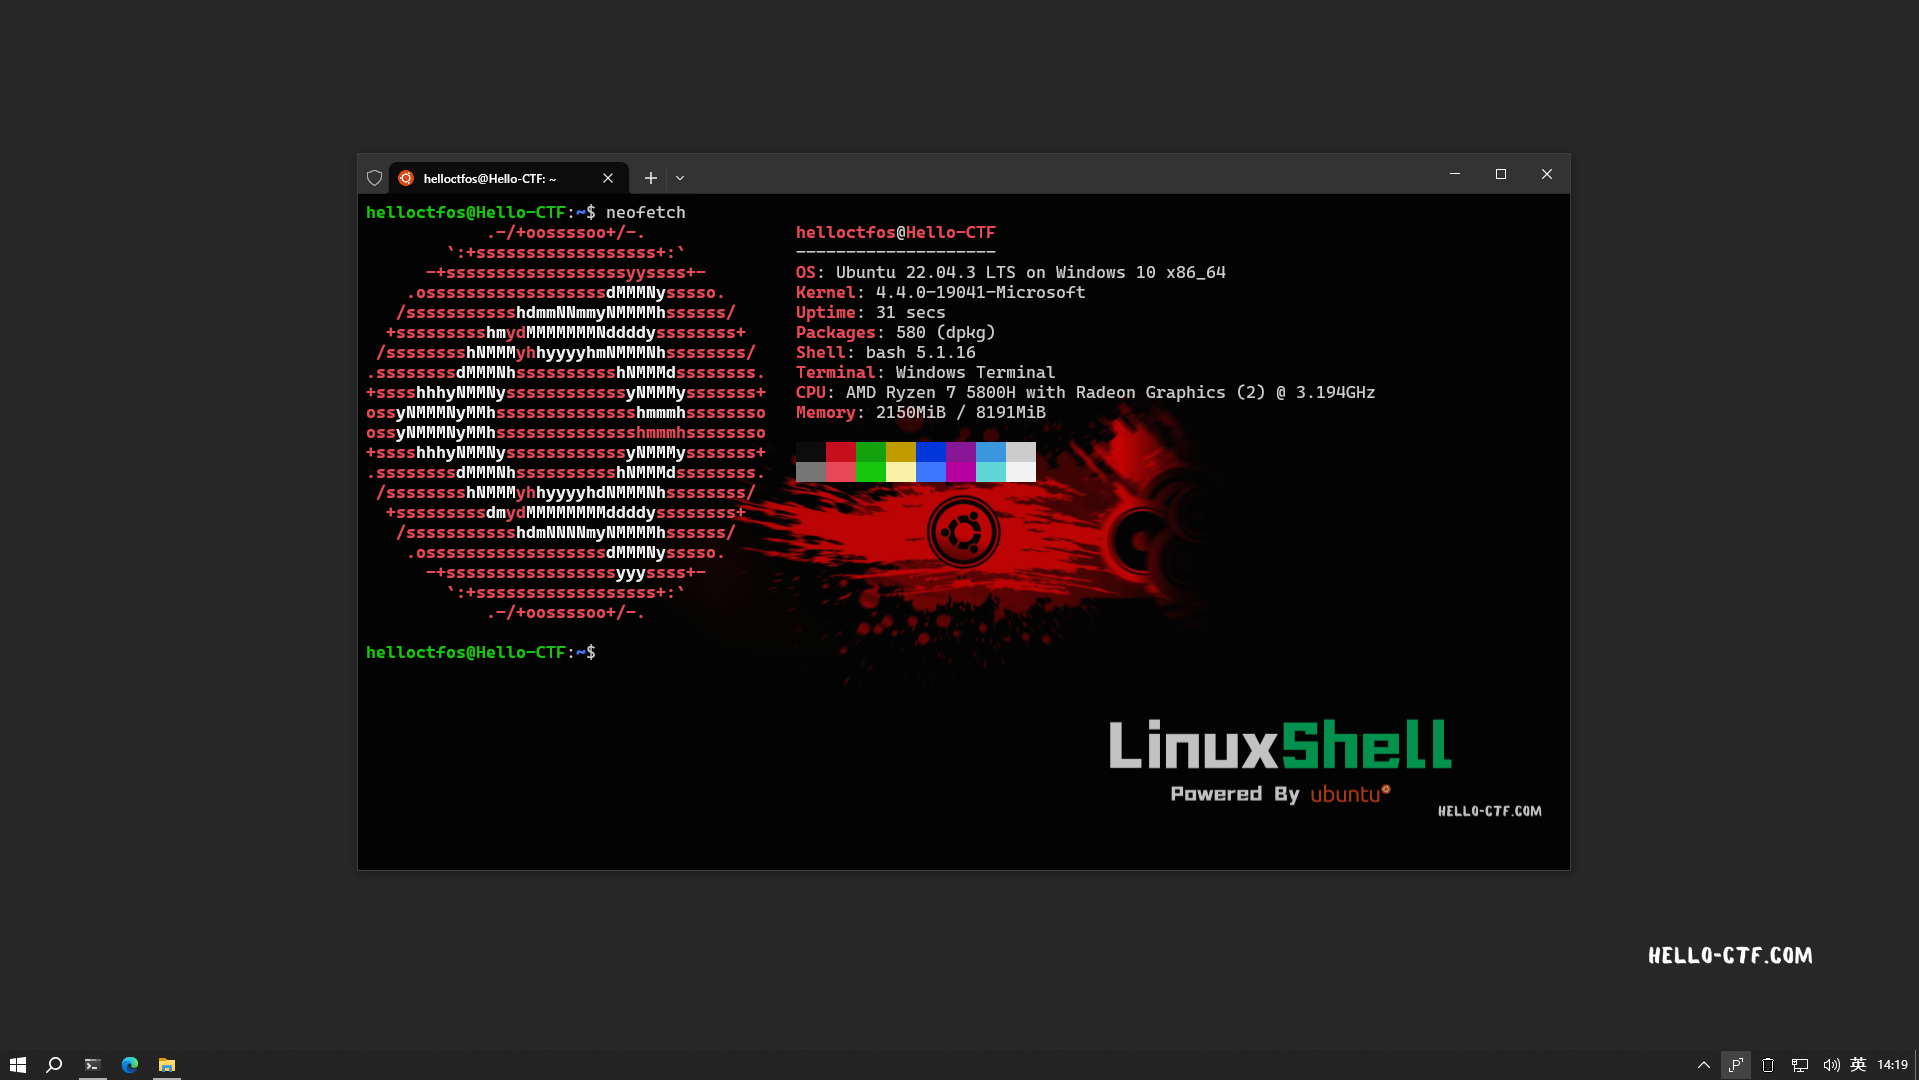 helloctfos@Hello-CTF: ~
helloctfos@Hello-CTF:~$ neofetch
.-/+oossssoo+/-.
`:+ssssssssssssssssss+:`
-+ssssssssssssssssssyyssss+-
.ossssssssssssssssssdMMMNysssso.
/ssssssssssshdmmNNmmyNMMMMhssssss/
+ssssssssshmydMMMMMMMNddddyssssssss+
/sssssssshNMMMyhhyyyyhmNMMMNhssssssss/
.ssssssssdMMMNhsssssssssshNMMMdssssssss.
+sssshhhyNMMNyssssssssssssyNMMMysssssss+
ossyNMMMNyMMhsssssssssssssshmmmhssssssso
ossyNMMMNyMMhsssssssssssssshmmmhssssssso
+sssshhhyNMMNyssssssssssssyNMMMysssssss+
.ssssssssdMMMNhsssssssssshNMMMdssssssss.
/sssssssshNMMMyhhyyyyhdNMMMNhssssssss/
+sssssssssdmydMMMMMMMMddddyssssssss+
/ssssssssssshdmNNNNmyNMMMMhssssss/
.ossssssssssssssssssdMMMNysssso.
-+sssssssssssssssssyyyssss+-
`:+ssssssssssssssssss+:`
.-/+oossssoo+/-.
helloctfos@Hello-CTF
--------------------
OS: Ubuntu 22.04.3 LTS on Windows 10 x86_64
Kernel: 4.4.0-19041-Microsoft
Uptime: 31 secs
Packages: 580 (dpkg)
Shell: bash 5.1.16
Terminal: Windows Terminal
CPU: AMD Ryzen 7 5800H with Radeon Graphics (2) @ 3.194GHz
Memory: 2150MiB / 8191MiB
helloctfos@Hello-CTF:~$
LinuxShell
Powered By ubuntu
HELLO-CTF.COM
HELLO-CTF.COM
英 14:19